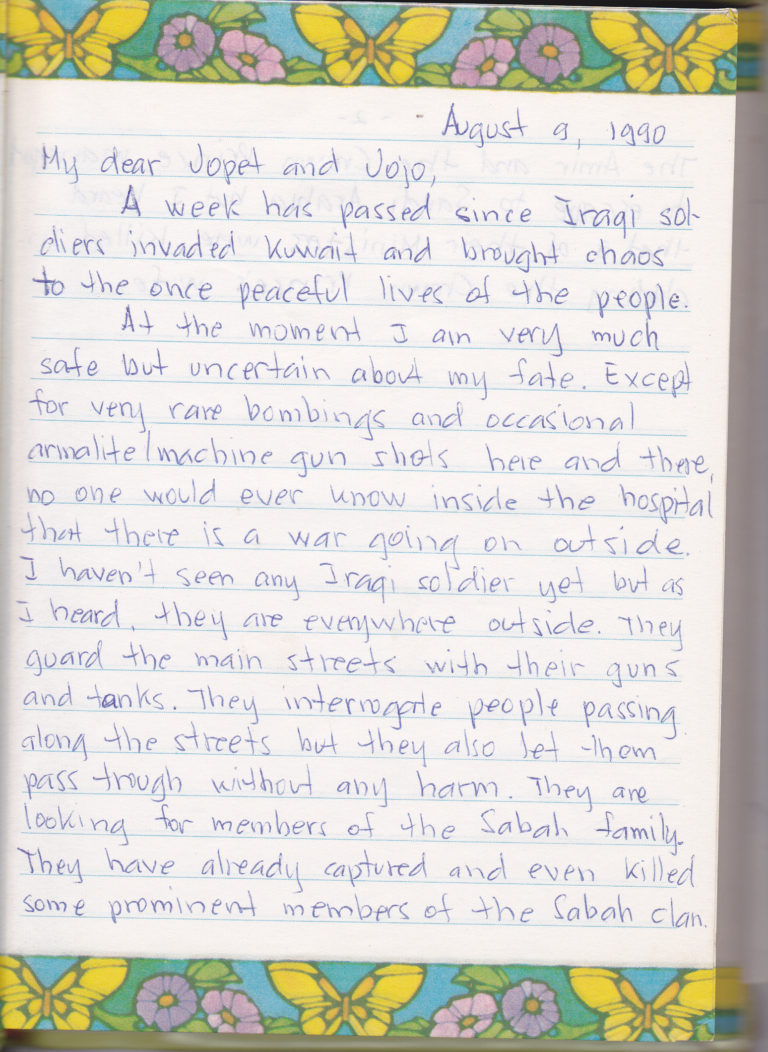 August 9, 1990
My dear Jopet and Jojo,
A week has passed since Iraqi sol-
diers invaded Kuwait and brought chaos
to the once peaceful lives of the people.
At the moment I am very much
safe but uncertain about my fate. Except
for very rare bombings and occasional
armalite/machine gun shots here and there,
no one would ever know inside the hospital
that there is a war going on outside.
I haven't seen any Iraqi soldier yet but as
I heard, they are everywhere outside. They
guard the main streets with their guns
and tanks. They interrogate people passing
along the streets but they also let them
pass trough without any harm. They are
looking for members of the Sabah family.
They have already captured and even killed
some prominent members of the Sabah clan.